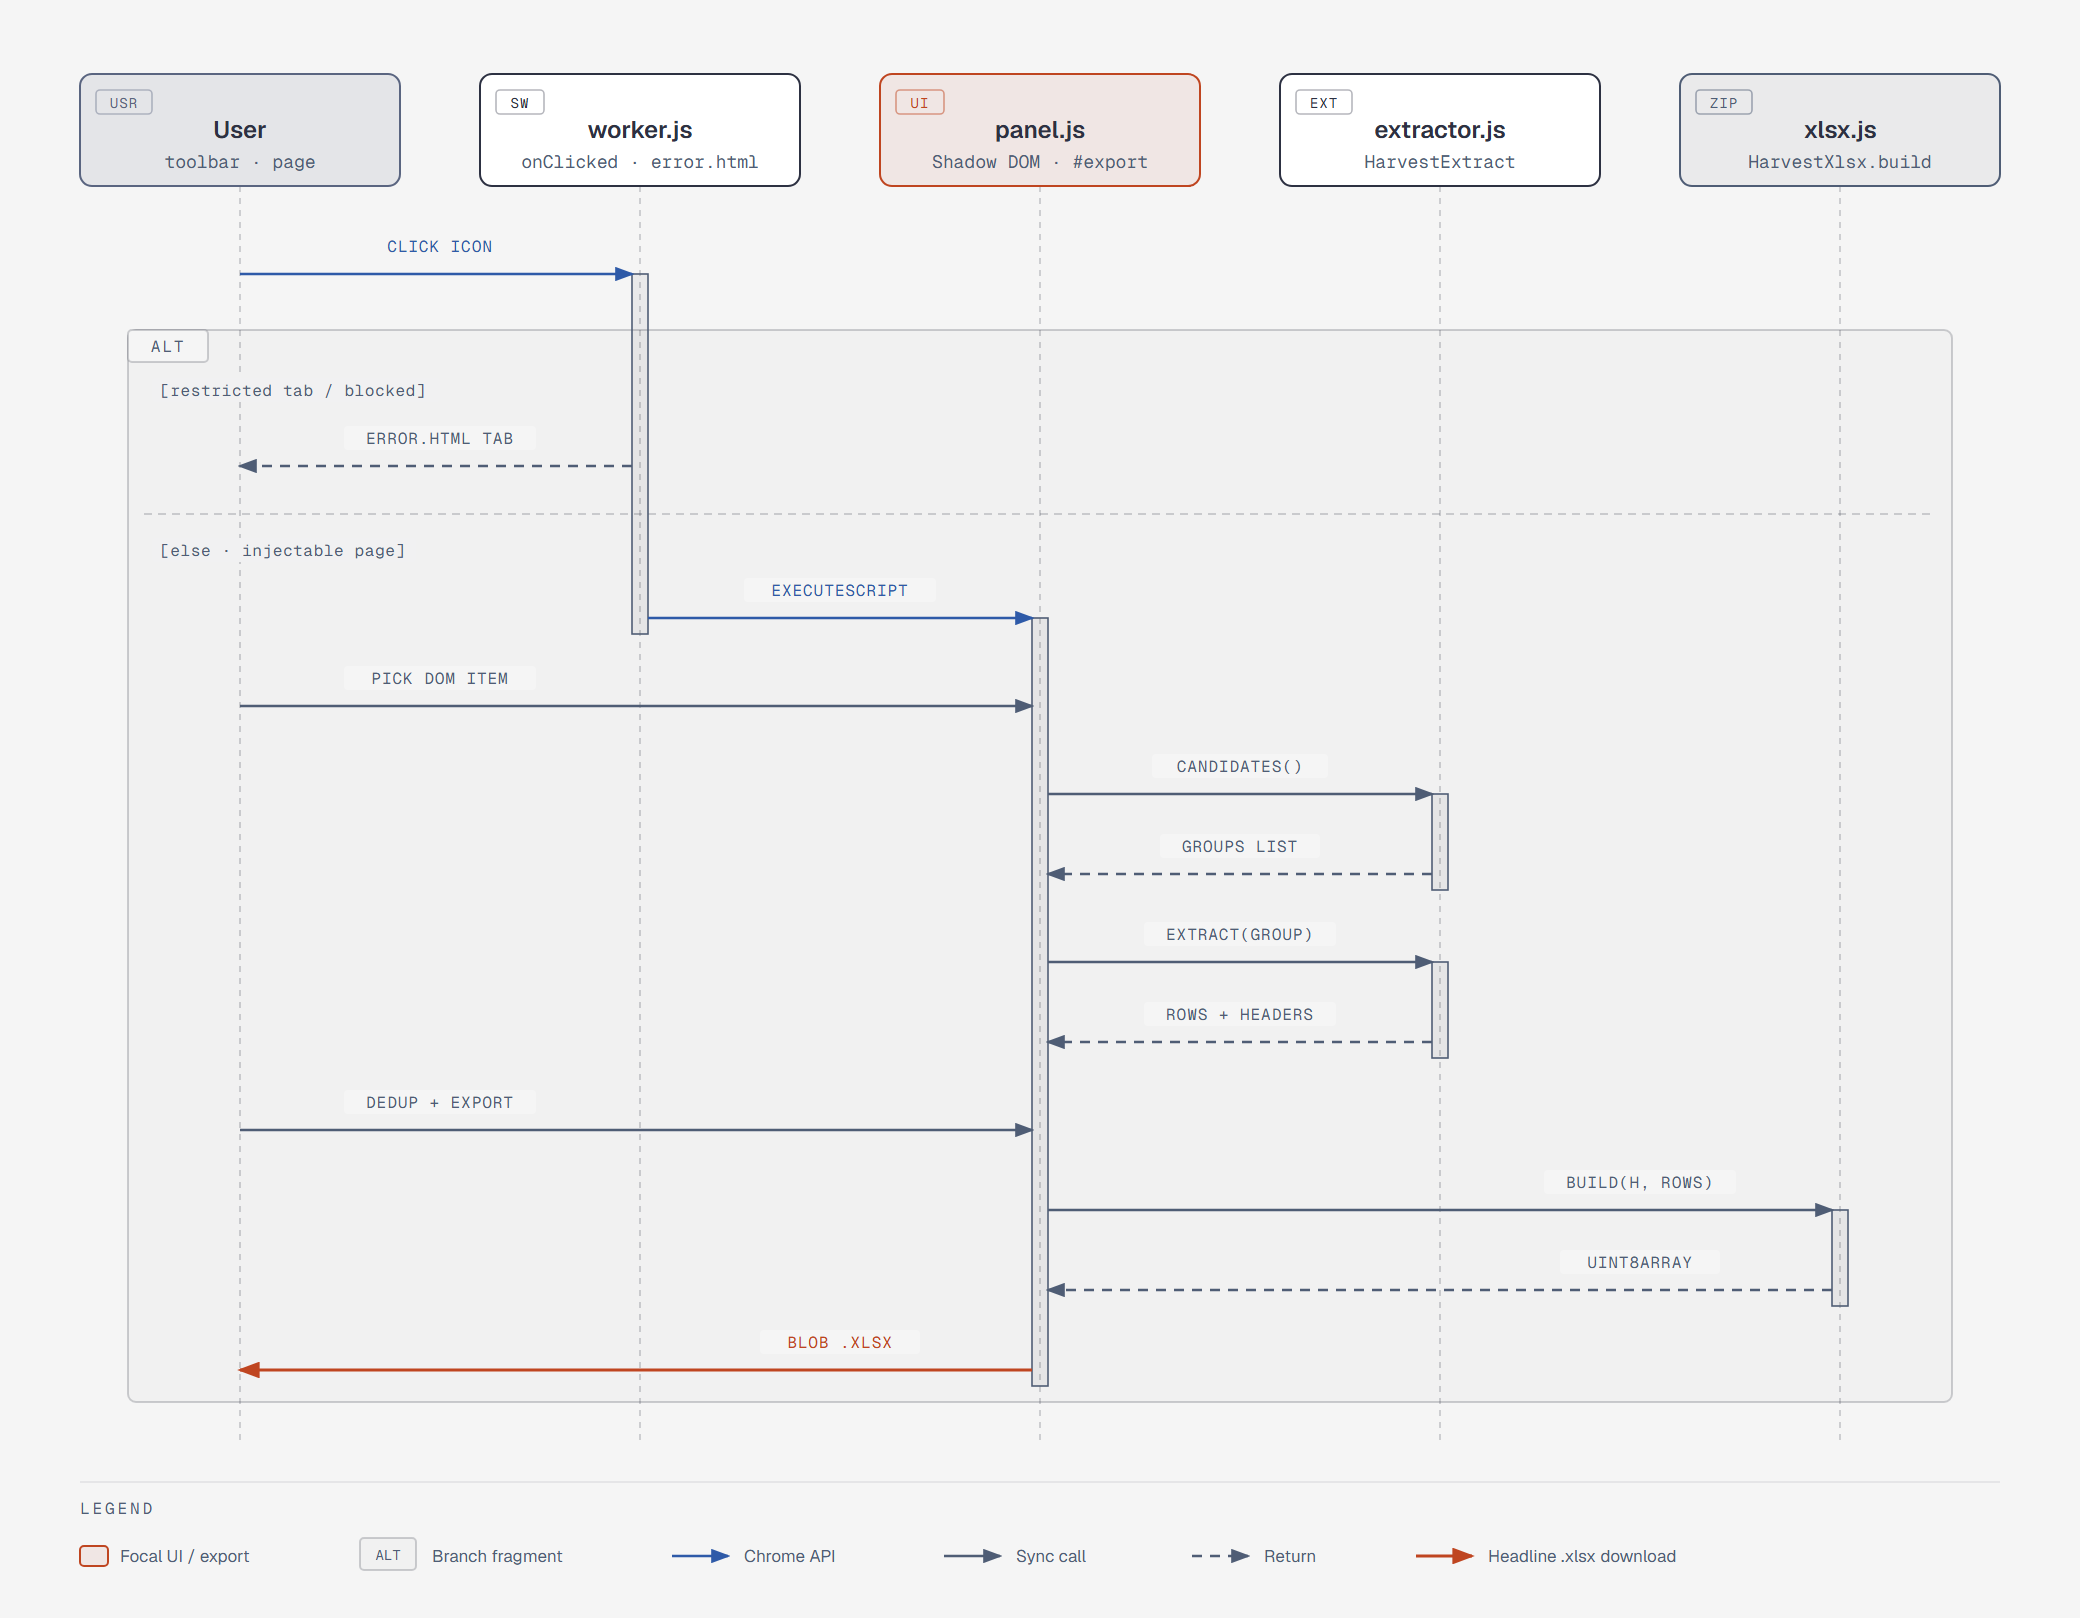 USR
User
toolbar · page
SW
worker.js
onClicked · error.html
UI
panel.js
Shadow DOM · #export
EXT
extractor.js
HarvestExtract
ZIP
xlsx.js
HarvestXlsx.build
CLICK ICON
ALT
[restricted tab / blocked]
ERROR.HTML TAB
[else · injectable page]
EXECUTESCRIPT
PICK DOM ITEM
CANDIDATES()
GROUPS LIST
EXTRACT(GROUP)
ROWS + HEADERS
DEDUP + EXPORT
BUILD(H, ROWS)
UINT8ARRAY
BLOB .XLSX
LEGEND
Focal UI / export
ALT
Branch fragment
Chrome API
Sync call
Return
Headline .xlsx download